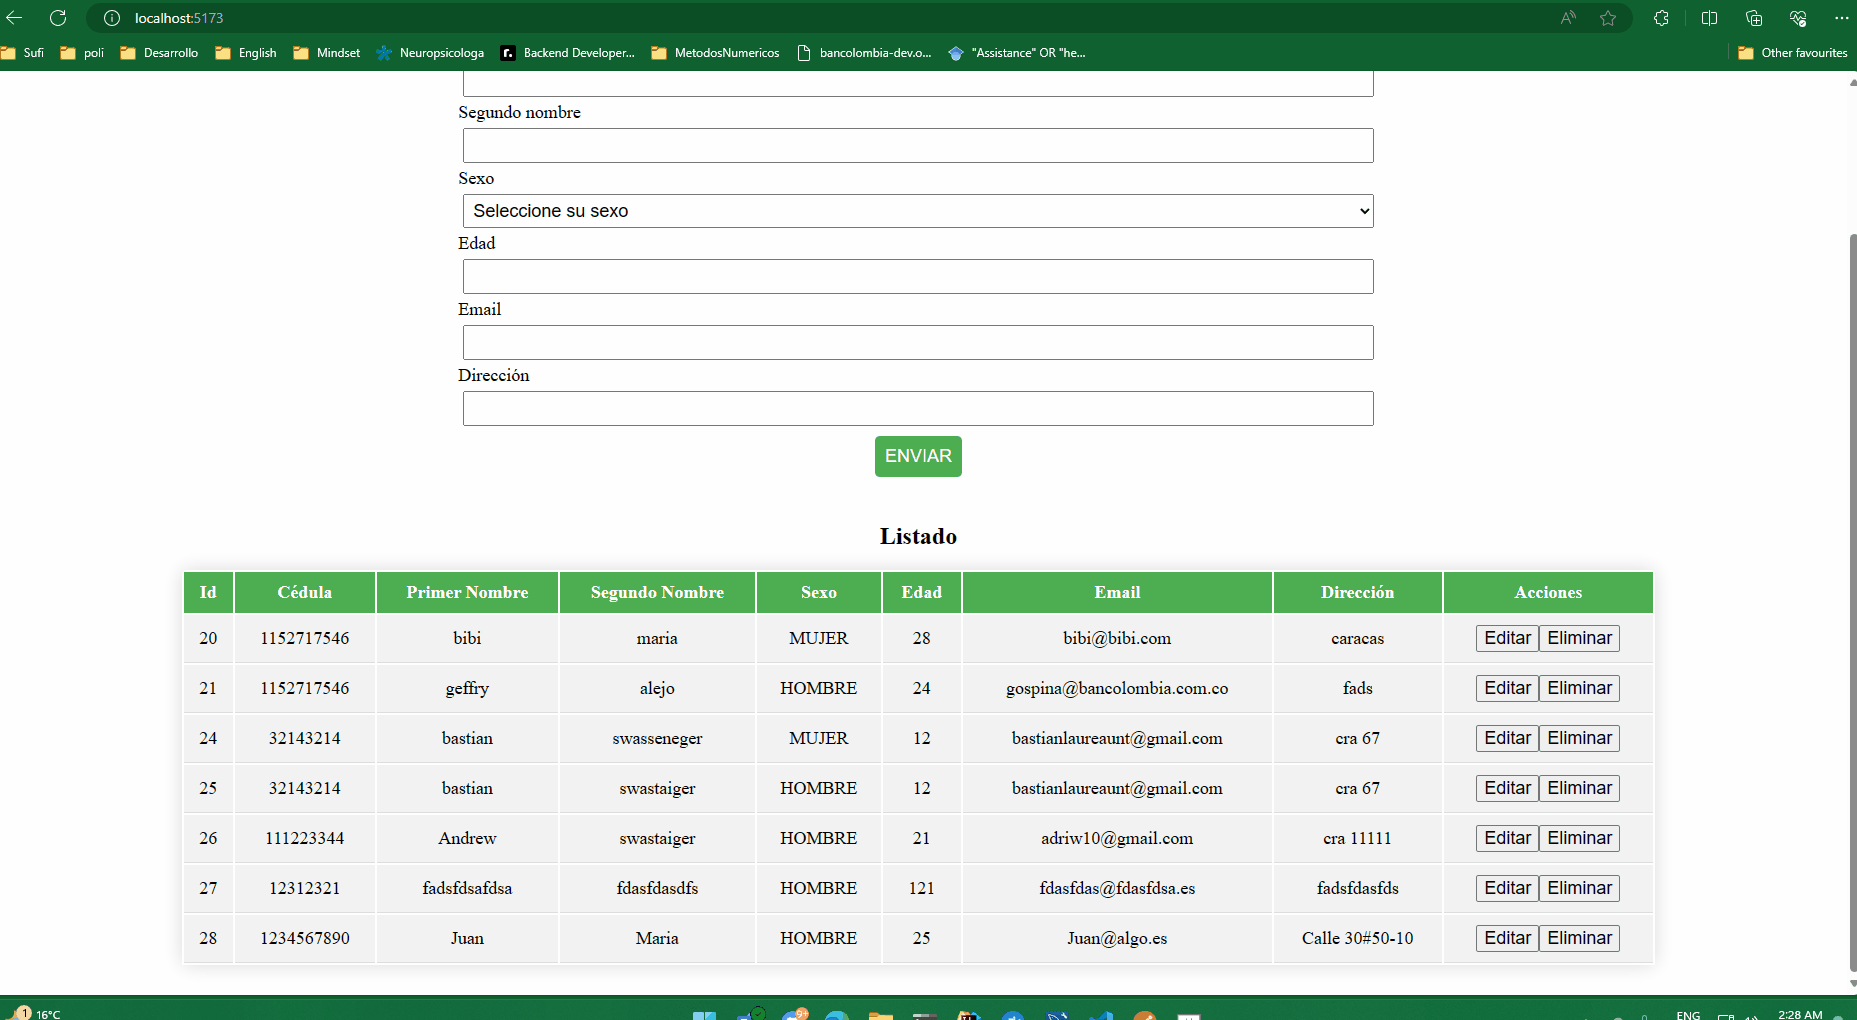 localhost:5173
Sufi poli Desarrollo English Mindset Neuropsicologa Backend Developer... MetodosNumericos bancolombia-dev.o... "Assistance" OR "he... Other favourites
Segundo nombre
Sexo
Seleccione su sexo
Edad
Email
Dirección
ENVIAR
Listado
Id Cédula Primer Nombre Segundo Nombre Sexo Edad Email Dirección Acciones
20 1152717546 bibi maria MUJER 28 bibi@bibi.com caracas Editar Eliminar
21 1152717546 geffry alejo HOMBRE 24 gospina@bancolombia.com.co fads Editar Eliminar
24 32143214 bastian swasseneger MUJER 12 bastianlaureaunt@gmail.com cra 67 Editar Eliminar
25 32143214 bastian swastaiger HOMBRE 12 bastianlaureaunt@gmail.com cra 67 Editar Eliminar
26 111223344 Andrew swastaiger HOMBRE 21 adriw10@gmail.com cra 11111 Editar Eliminar
27 12312321 fadsfdsafdsa fdasfdasdfs HOMBRE 121 fdasfdas@fdasfdsa.es fadsfdasfds Editar Eliminar
28 1234567890 Juan Maria HOMBRE 25 Juan@algo.es Calle 30#50-10 Editar Eliminar
1 16°C 9+ ENG 2:28 AM